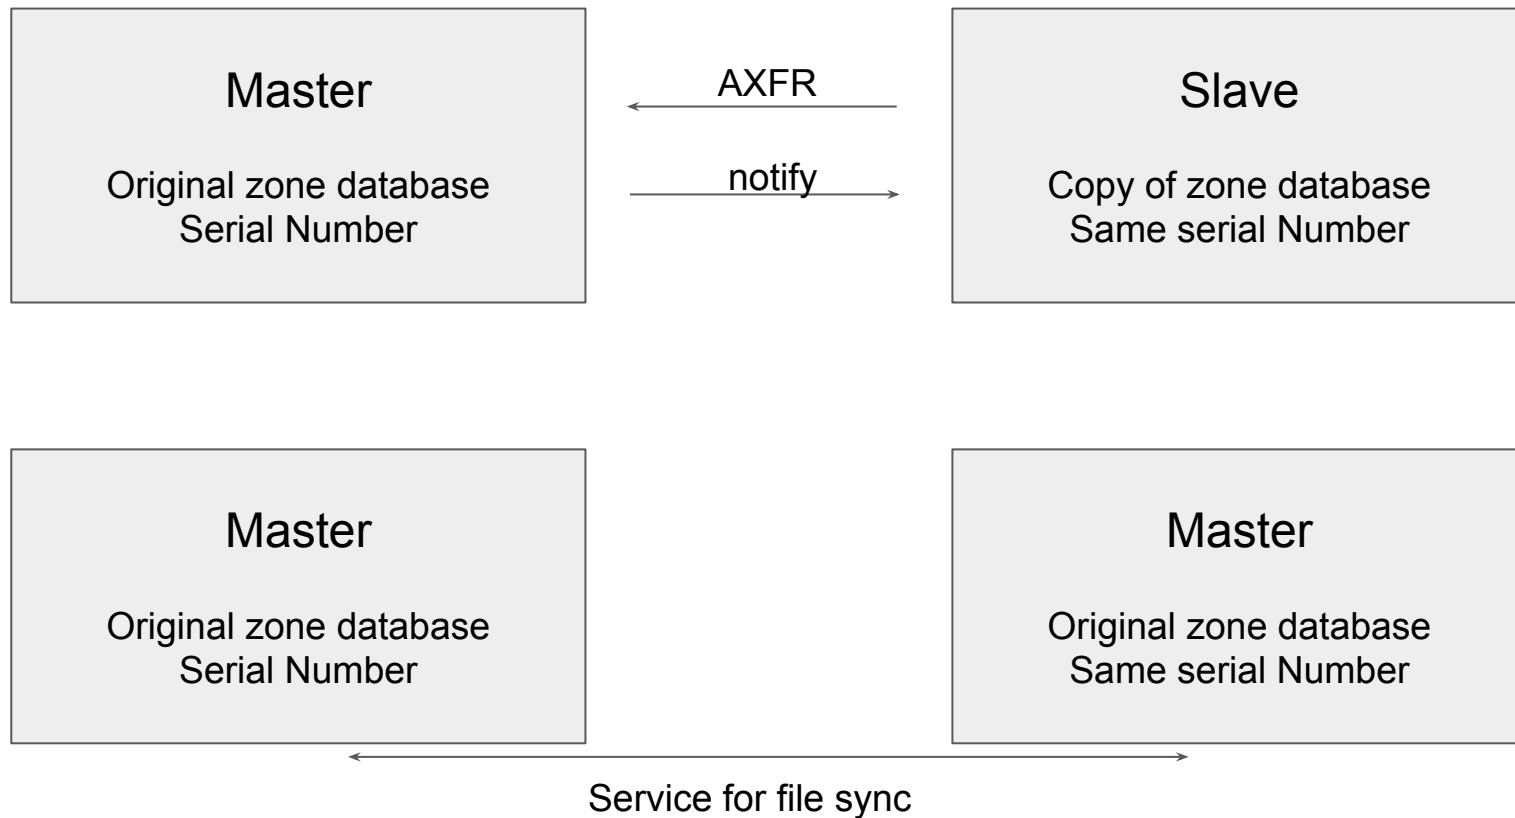 Master
Original zone database
Serial Number
AXFR
notify
Slave
Copy of zone database
Same serial Number
Master
Original zone database
Serial Number
Master
Original zone database
Same serial Number
Service for file sync